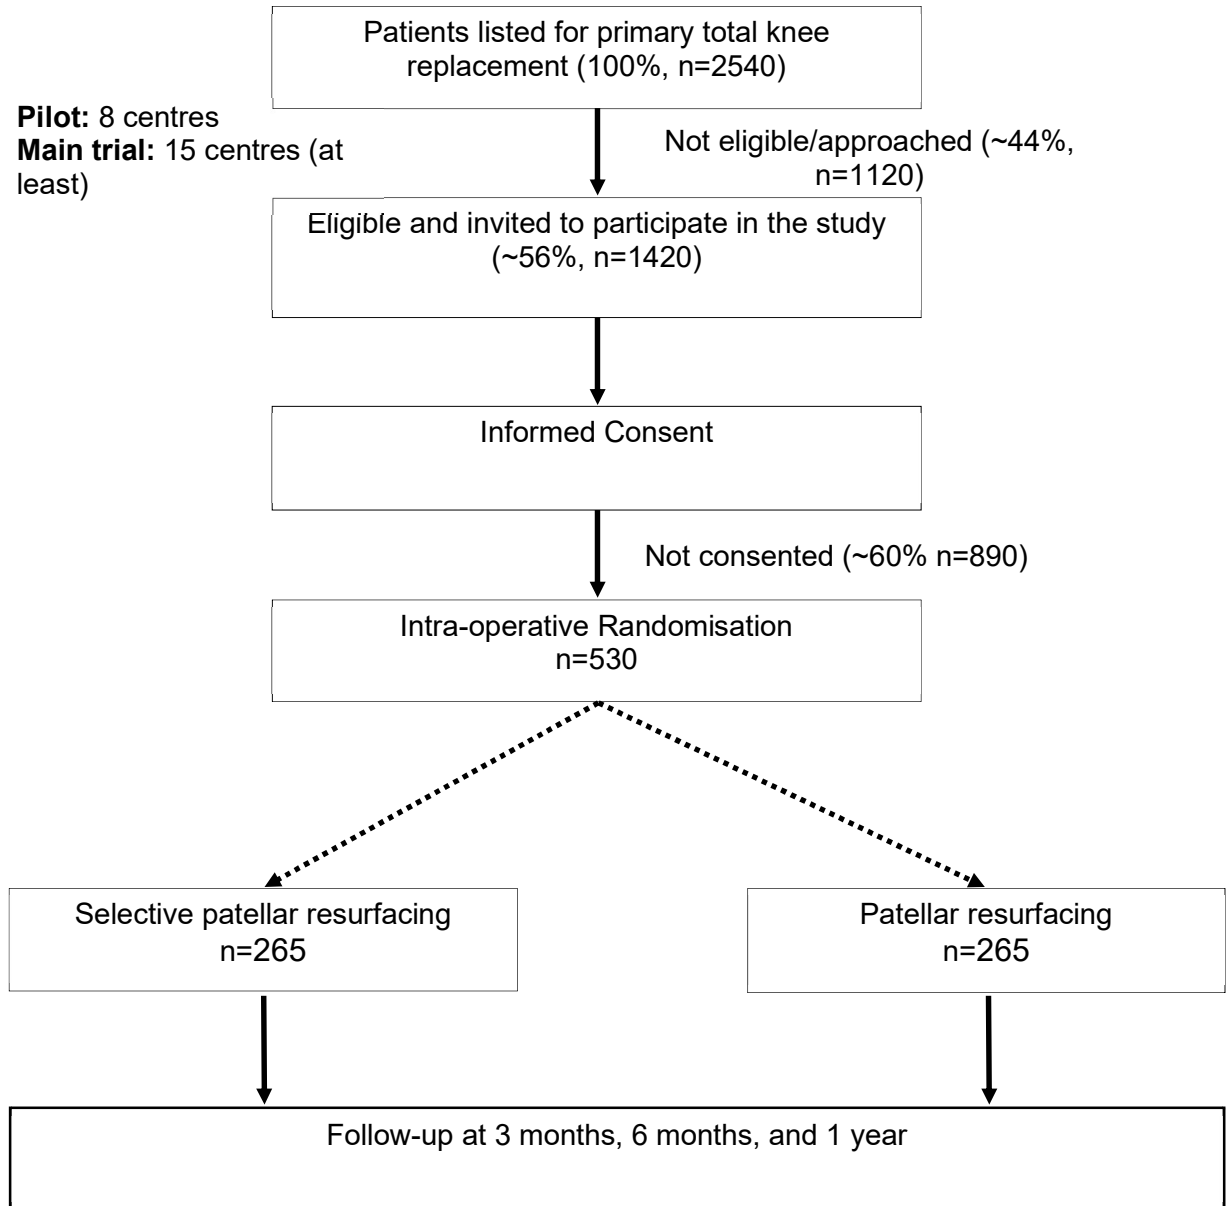 Patients listed for primary total knee
replacement (100%, n=2540)
Pilot: 8 centres
Main trial: 15 centres (at
least)
Not eligible/approached (~44%,
n=1120)
Eligible and invited to participate in the study
(~56%, n=1420)
Informed Consent
Not consented (~60% n=890)
Intra-operative Randomisation
n=530
Selective patellar resurfacing
n=265
Patellar resurfacing
n=265
Follow-up at 3 months, 6 months, and 1 year